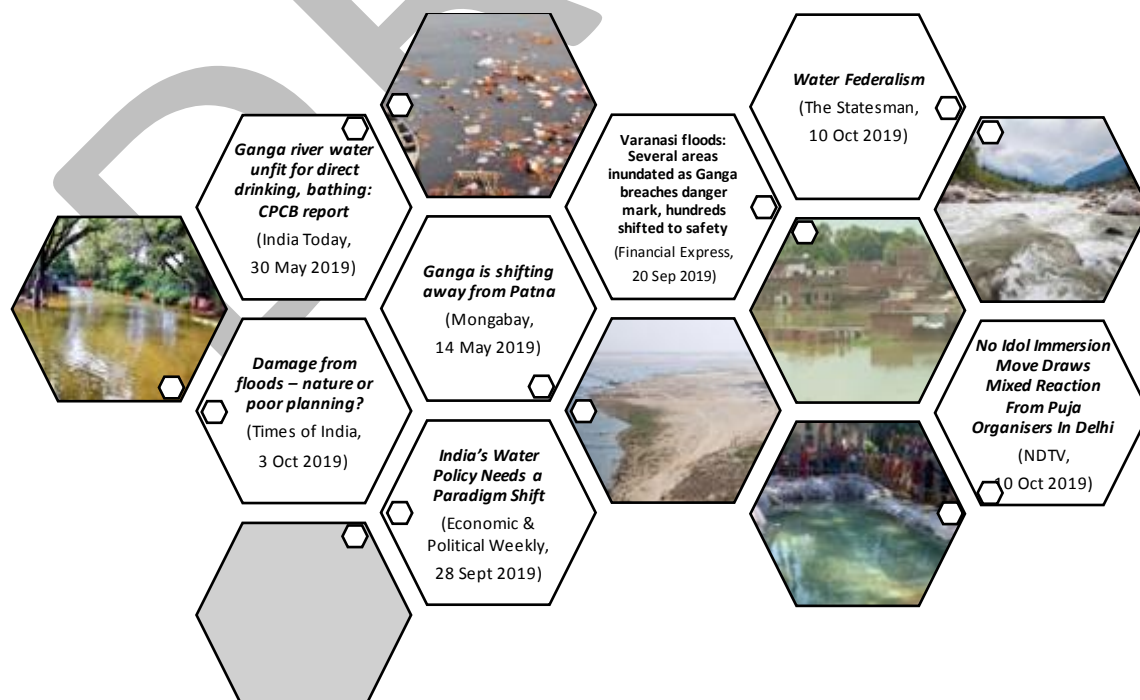 Ganga river water
unfit for direct
drinking, bathing:
CPCB report
(India Today,
30 May 2019)
Damage from
floods – nature or
poor planning?
(Times of India,
3 Oct 2019)
Ganga is shifting
away from Patna
(Mongabay,
14 May 2019)
India’s Water
Policy Needs a
Paradigm Shift
(Economic &
Political Weekly,
28 Sept 2019)
Varanasi floods:
Several areas
inundated as Ganga
breaches danger
mark, hundreds
shifted to safety
(Financial Express,
20 Sep 2019)
Water Federalism
(The Statesman,
10 Oct 2019)
No Idol Immersion
Move Draws
Mixed Reaction
From Puja
Organisers In Delhi
(NDTV,
10 Oct 2019)